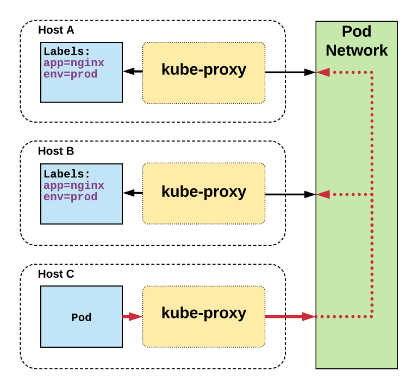 Host A
Labels:
app=nginx
env=prod
kube-proxy
Pod
Network
Host B
Labels:
app=nginx
env=prod
kube-proxy
Host C
Pod
kube-proxy